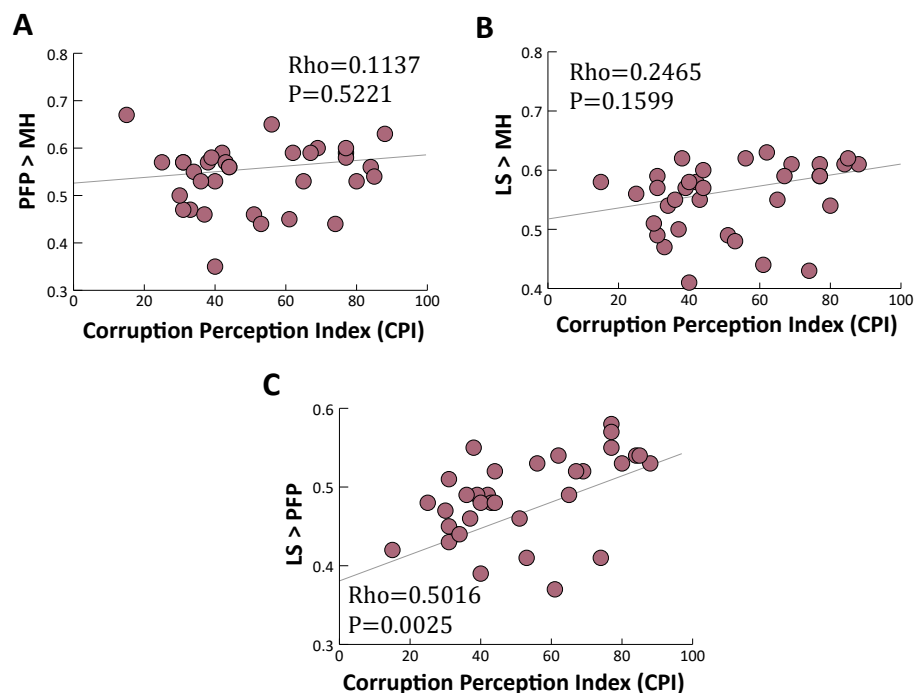 A
Rho=0.1137
P=0.5221
PFP > MH
0.8
0.7
0.6
0.5
0.4
0.3
0 20 40 60 80 100
Corruption Perception Index (CPI)
B
Rho=0.2465
P=0.1599
LS > MH
0.8
0.7
0.6
0.5
0.4
0 20 40 60 80 100
Corruption Perception Index (CPI)
C
LS > PFP
0.6
0.5
0.4
0.3
Rho=0.5016
P=0.0025
0 20 40 60 80 100
Corruption Perception Index (CPI)